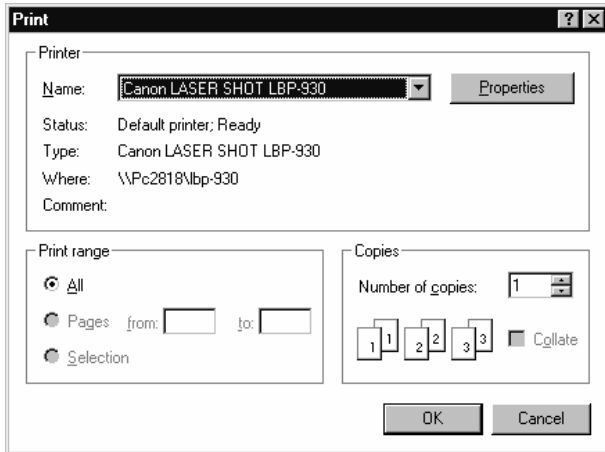 Print
Printer
Name: Canon LASER SHOT LBP-930 Properties
Status: Default printer; Ready
Type: Canon LASER SHOT LBP-930
Where: \\Pc2818\lbp-930
Comment:
Print range
All
Pages from: to:
Selection
Copies
Number of copies: 1
1 1 2 2 3 3 Collate
OK Cancel